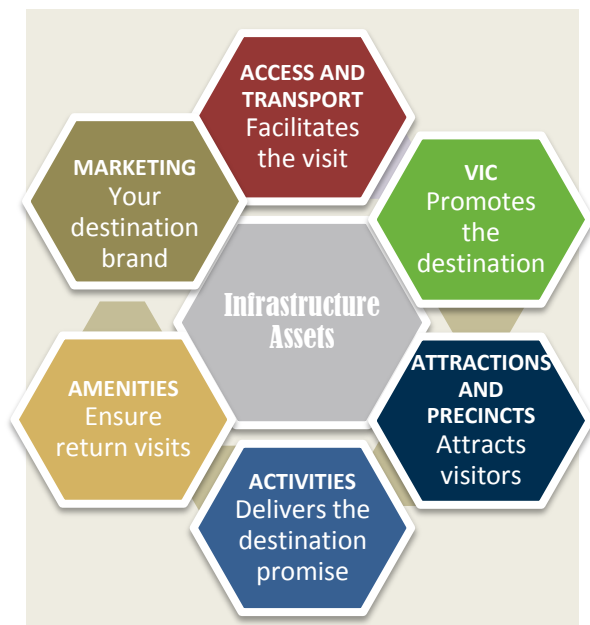 ACCESS AND
TRANSPORT
Facilitates
the visit
VIC
Promotes
the
destination
ATTRACTIONS
AND
PRECINCTS
Attracts
visitors
ACTIVITIES
Delivers the
destination
promise
AMENITIES
Ensure
return visits
MARKETING
Your
destination
brand
Infrastructure
Assets